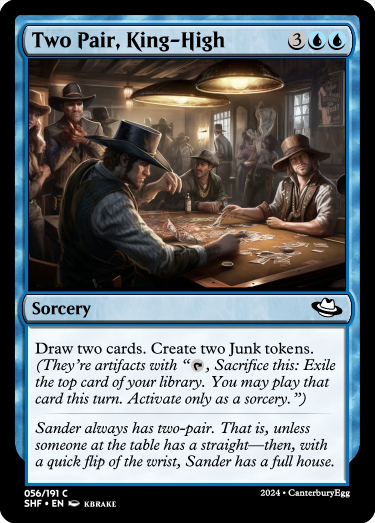 Two Pair, King-High 3
Sorcery
Draw two cards. Create two Junk tokens.
(They're artifacts with “, Sacrifice this: Exile
the top card of your library. You may play that
card this turn. Activate only as a sorcery.”)
Sander always has two-pair. That is, unless
someone at the table has a straight—then, with
a quick flip of the wrist, Sander has a full house.
056/191 C
SHF • EN KBRAKE
2024 • CanterburyEgg